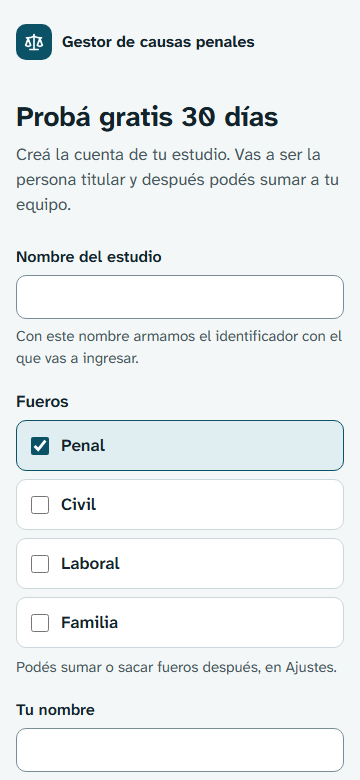 Gestor de causas penales
Probá gratis 30 días
Creá la cuenta de tu estudio. Vas a ser la
persona titular y después podés sumar a tu
equipo.
Nombre del estudio
Con este nombre armamos el identificador con el
que vas a ingresar.
Fueros
Penal
Civil
Laboral
Familia
Podés sumar o sacar fueros después, en Ajustes.
Tu nombre